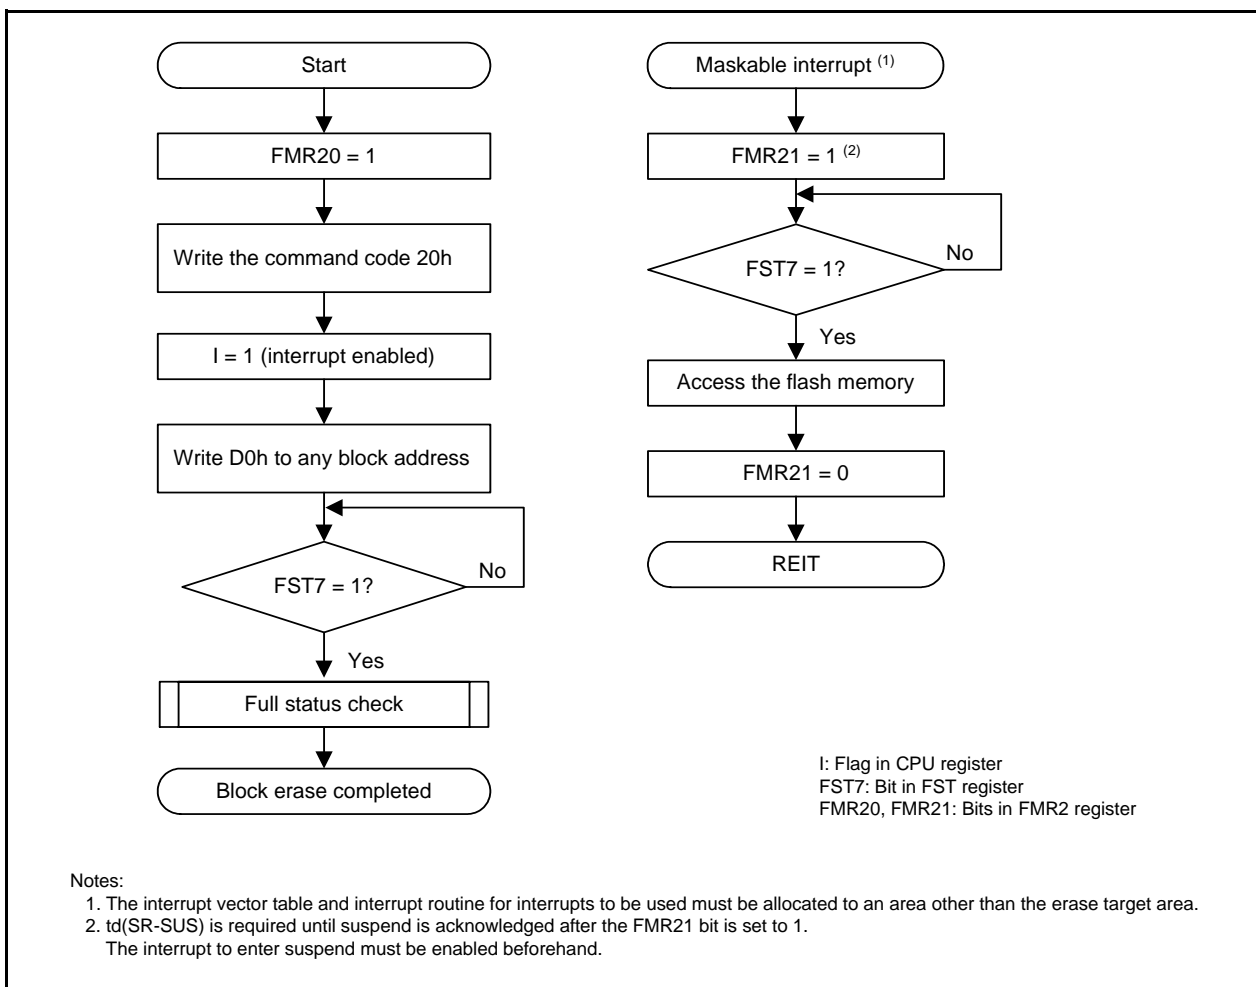 Start
FMR20 = 1
Write the command code 20h
I = 1 (interrupt enabled)
Write D0h to any block address
FST7 = 1?
No
Yes
Full status check
Block erase completed
Maskable interrupt (1)
FMR21 = 1 (2)
FST7 = 1?
No
Yes
Access the flash memory
FMR21 = 0
REIT
I: Flag in CPU register
FST7: Bit in FST register
FMR20, FMR21: Bits in FMR2 register
Notes:
1. The interrupt vector table and interrupt routine for interrupts to be used must be allocated to an area other than the erase target area.
2. td(SR-SUS) is required until suspend is acknowledged after the FMR21 bit is set to 1.
The interrupt to enter suspend must be enabled beforehand.